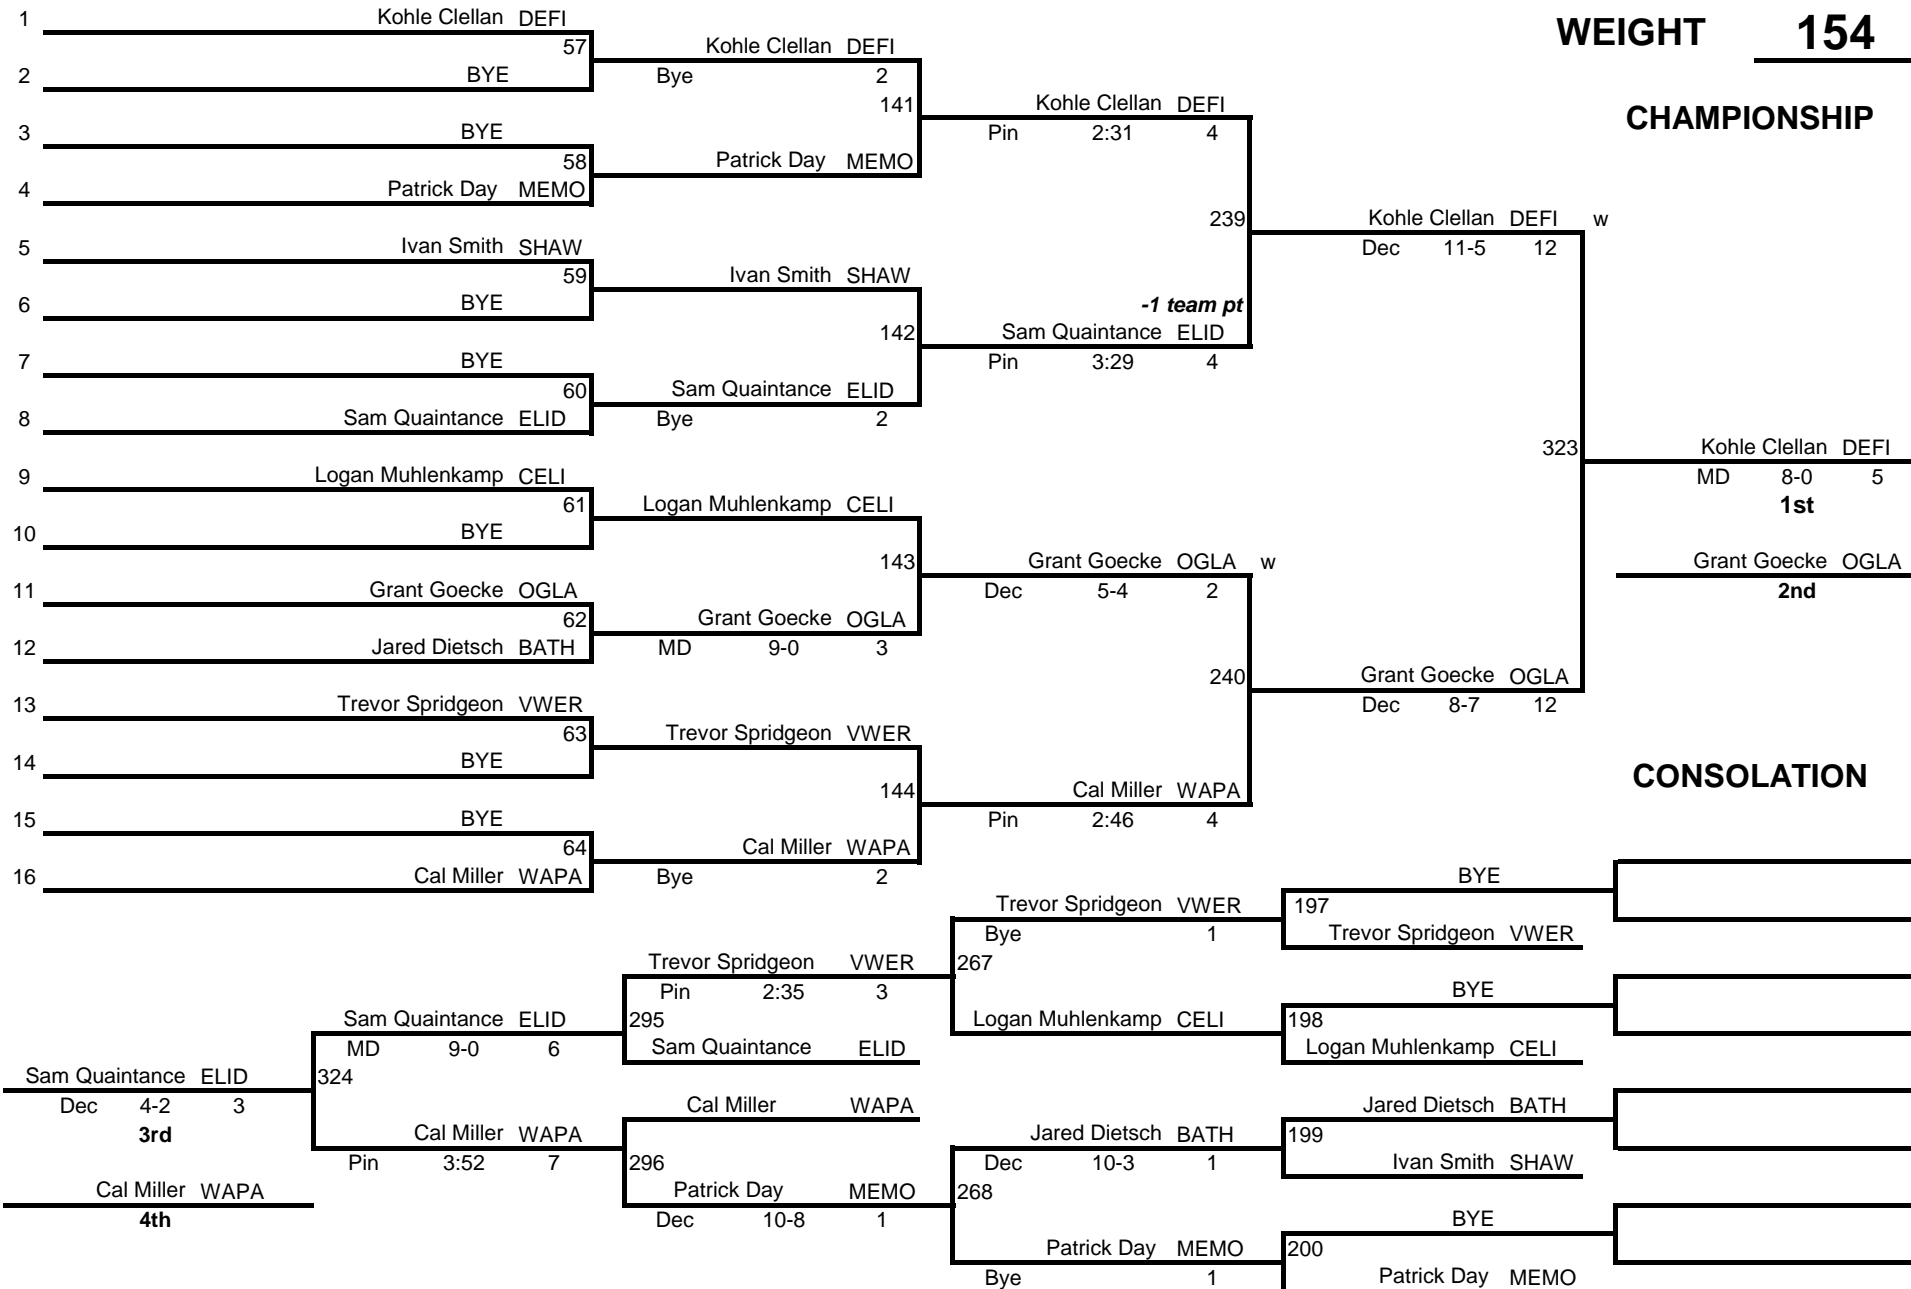 WEIGHT 154
CHAMPIONSHIP
1 Kohle Clellan DEFI
57
2 BYE
3 BYE
58
4 Patrick Day MEMO
5 Ivan Smith SHAW
59
6 BYE
7 BYE
60
8 Sam Quaintance ELID
9 Logan Muhlenkamp CELI
61
10 BYE
11 Grant Goecke OGLA
62
12 Jared Dietsch BATH
13 Trevor Spridgeon VWER
63
14 BYE
15 BYE
64
16 Cal Miller WAPA
Kohle Clellan DEFI
Bye 2
141
Patrick Day MEMO
Ivan Smith SHAW
142
Sam Quaintance ELID
Bye 2
Logan Muhlenkamp CELI
143
Grant Goecke OGLA
MD 9-0 3
Trevor Spridgeon VWER
144
Cal Miller WAPA
Bye 2
Kohle Clellan DEFI
Pin 2:31 4
239
-1 team pt
Sam Quaintance ELID
Pin 3:29 4
Grant Goecke OGLA w
Dec 5-4 2
240
Cal Miller WAPA
Pin 2:46 4
Kohle Clellan DEFI w
Dec 11-5 12
323
Grant Goecke OGLA
Dec 8-7 12
Kohle Clellan DEFI
MD 8-0 5
1st
Grant Goecke OGLA
2nd
CONSOLATION
BYE
197
Trevor Spridgeon VWER
BYE
198
Logan Muhlenkamp CELI
Jared Dietsch BATH
199
Ivan Smith SHAW
BYE
200
Patrick Day MEMO
Trevor Spridgeon VWER
Bye 1
267
Logan Muhlenkamp CELI
Jared Dietsch BATH
Dec 10-3 1
268
Patrick Day MEMO
Bye 1
Trevor Spridgeon VWER
Pin 2:35 3
295
Sam Quaintance ELID
Cal Miller WAPA
296
Patrick Day MEMO
Dec 10-8 1
Sam Quaintance ELID
MD 9-0 6
324
Cal Miller WAPA
Pin 3:52 7
Sam Quaintance ELID
Dec 4-2 3
3rd
Cal Miller WAPA
4th